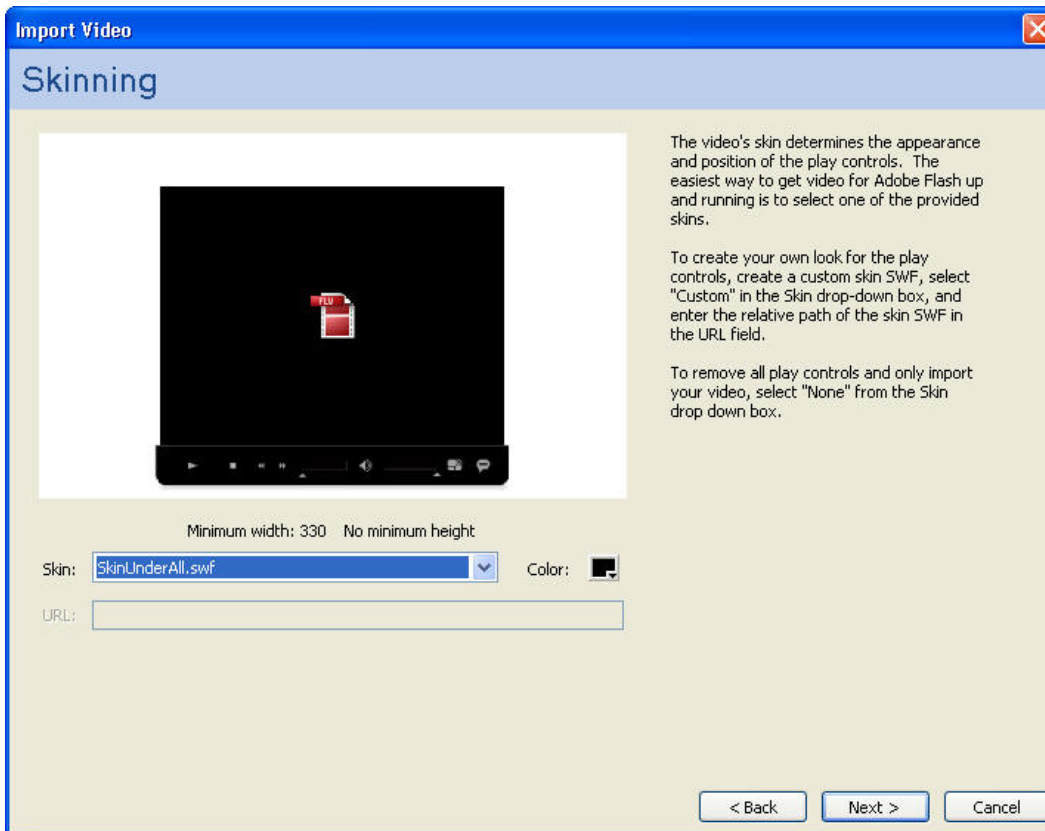 Import Video
Skinning
The video's skin determines the appearance
and position of the play controls.  The
easiest way to get video for Adobe Flash up
and running is to select one of the provided
skins.
To create your own look for the play
controls, create a custom skin SWF, select
"Custom" in the Skin drop-down box, and
enter the relative path of the skin SWF in
the URL field.
To remove all play controls and only import
your video, select "None" from the Skin
drop down box.
FLV
Minimum width: 330   No minimum height
Skin: SkinUnderAll.swf Color:
URL:
< Back Next > Cancel